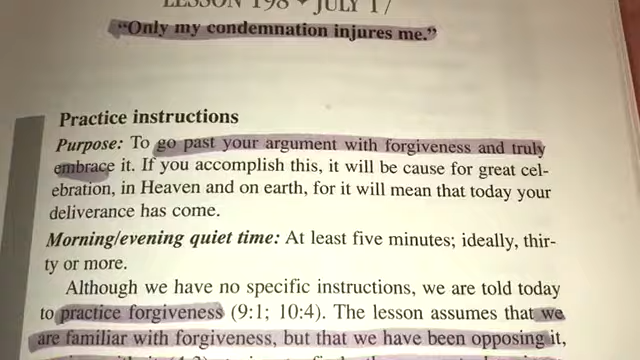 LESSON 198 • JULY 17
“Only my condemnation injures me.”
Practice instructions
Purpose: To go past your argument with forgiveness and truly
embrace it. If you accomplish this, it will be cause for great cel-
ebration, in Heaven and on earth, for it will mean that today your
deliverance has come.
Morning/evening quiet time: At least five minutes; ideally, thir-
ty or more.
Although we have no specific instructions, we are told today
to practice forgiveness (9:1; 10:4). The lesson assumes that we
are familiar with forgiveness, but that we have been opposing it,